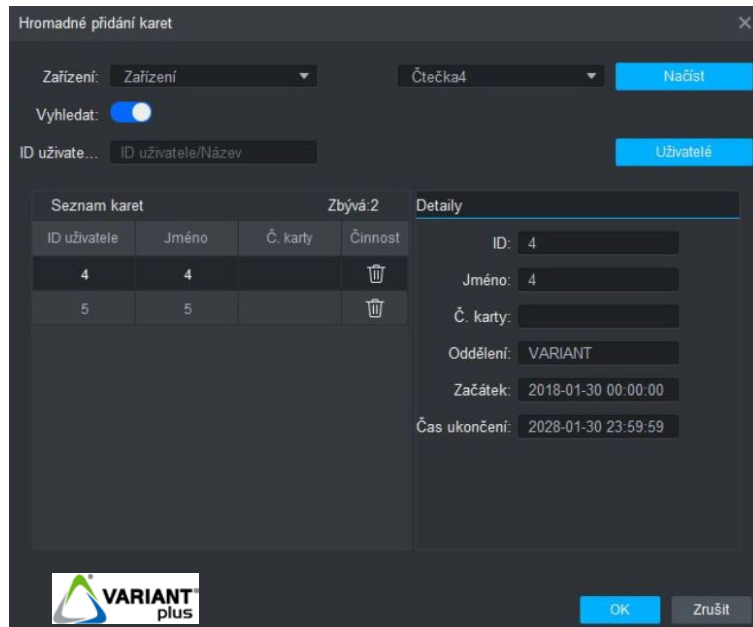 Hromadné přidání karet
Zařízení: Zařízení Čtečka4 Načíst
Vyhledat:
ID uživate... ID uživatele/Název Uživatelé
Seznam karet Zbývá:2 Detaily
ID uživatele Jméno Č. karty Činnost
4 4
5 5
ID: 4
Jméno: 4
Č. karty:
Oddělení: VARIANT
Začátek: 2018-01-30 00:00:00
Čas ukončení: 2028-01-30 23:59:59
VARIANT
plus
OK Zrušit